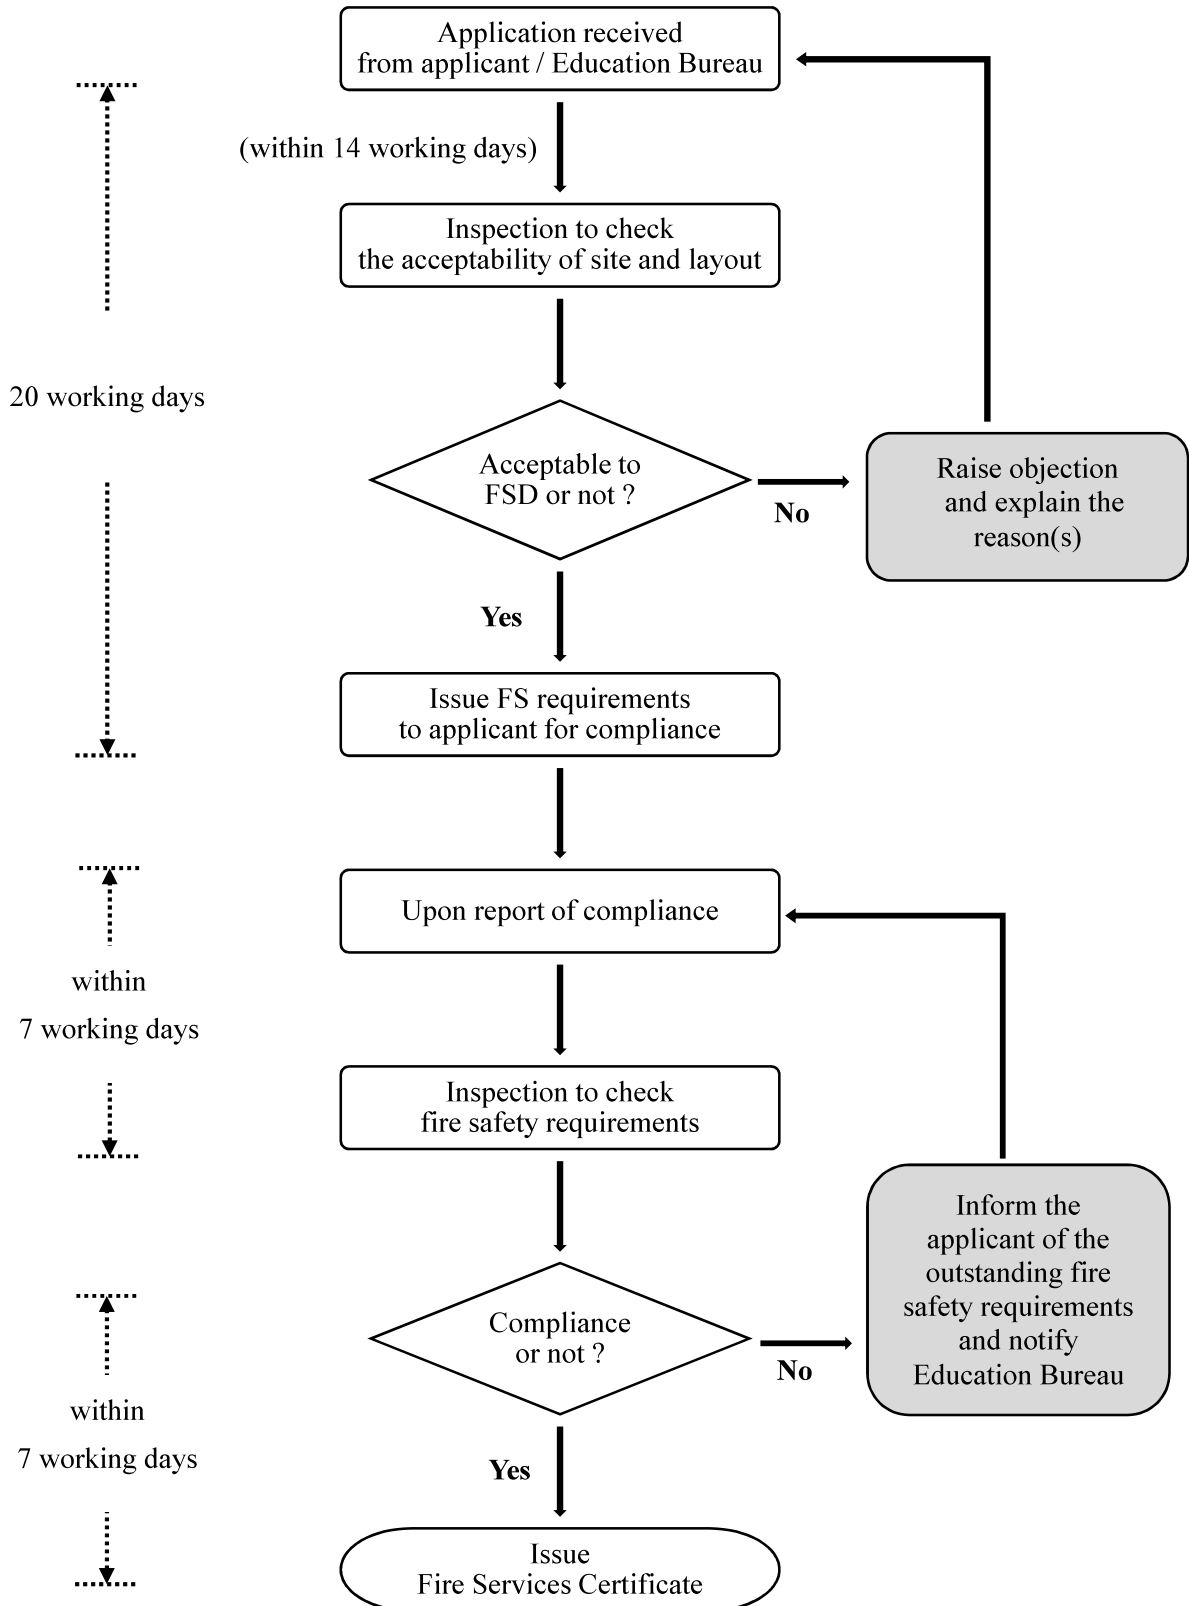 Application received
from applicant / Education Bureau
(within 14 working days)
Inspection to check
the acceptability of site and layout
20 working days
Acceptable to
FSD or not ?
No
Raise objection
and explain the
reason(s)
Yes
Issue FS requirements
to applicant for compliance
Upon report of compliance
within
7 working days
Inspection to check
fire safety requirements
Compliance
or not ?
No
Inform the
applicant of the
outstanding fire
safety requirements
and notify
Education Bureau
within
7 working days
Yes
Issue
Fire Services Certificate